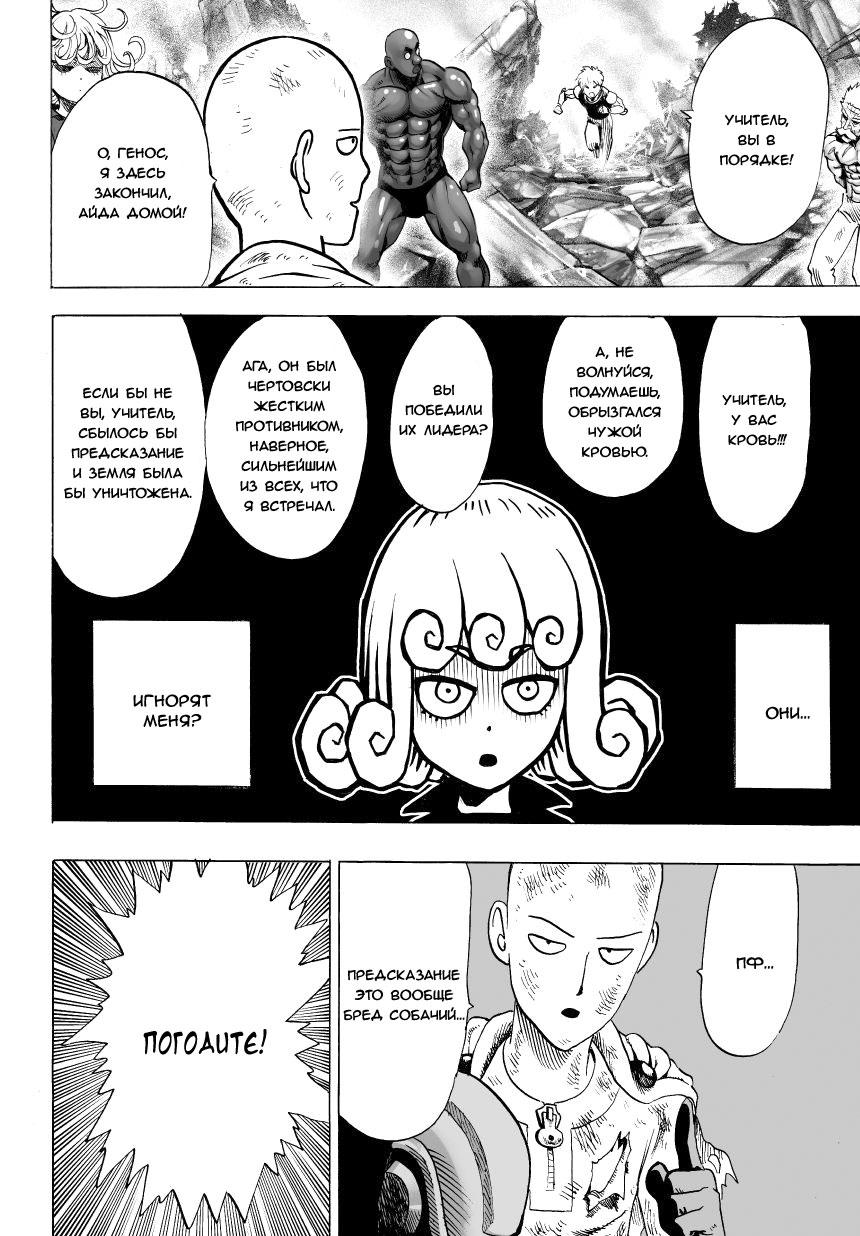 УЧИТЕЛЬ,
ВЫ В
ПОРЯДКЕ!
О, ГЕНОС,
Я ЗДЕСЬ
ЗАКОНЧИЛ,
АЙДА ДОМОЙ!
УЧИТЕЛЬ,
У ВАС
КРОВЬ!!!
А, НЕ
ВОЛНУЙСЯ,
ПОДУМАЕШЬ,
ОБРЫЗГАЛСЯ
ЧУЖОЙ
КРОВЬЮ.
ВЫ
ПОБЕДИЛИ
ИХ ЛИДЕРА?
АГА, ОН БЫЛ
ЧЕРТОВСКИ
ЖЕСТКИМ
ПРОТИВНИКОМ,
НАВЕРНОЕ,
СИЛЬНЕЙШИМ
ИЗ ВСЕХ, ЧТО
Я ВСТРЕЧАЛ.
ЕСЛИ БЫ НЕ
ВЫ, УЧИТЕЛЬ,
СБЫЛОСЬ БЫ
ПРЕДСКАЗАНИЕ
И ЗЕМЛЯ БЫЛА
БЫ УНИЧТОЖЕНА.
ОНИ...
ИГНОРЯТ
МЕНЯ?
ПФ...
ПРЕДСКАЗАНИЕ
ЭТО ВООБЩЕ
БРЕД СОБАЧИЙ...
ПОГОДИТЕ!